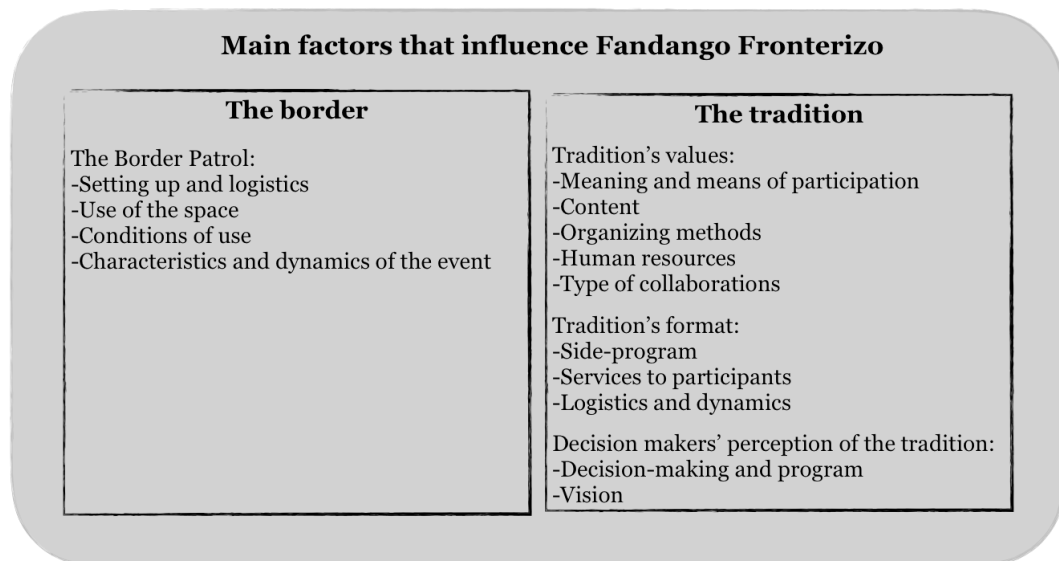 Main factors that influence Fandango Fronterizo
The border
The Border Patrol:
-Setting up and logistics
-Use of the space
-Conditions of use
-Characteristics and dynamics of the event
The tradition
Tradition’s values:
-Meaning and means of participation
-Content
-Organizing methods
-Human resources
-Type of collaborations
Tradition’s format:
-Side-program
-Services to participants
-Logistics and dynamics
Decision makers’ perception of the tradition:
-Decision-making and program
-Vision